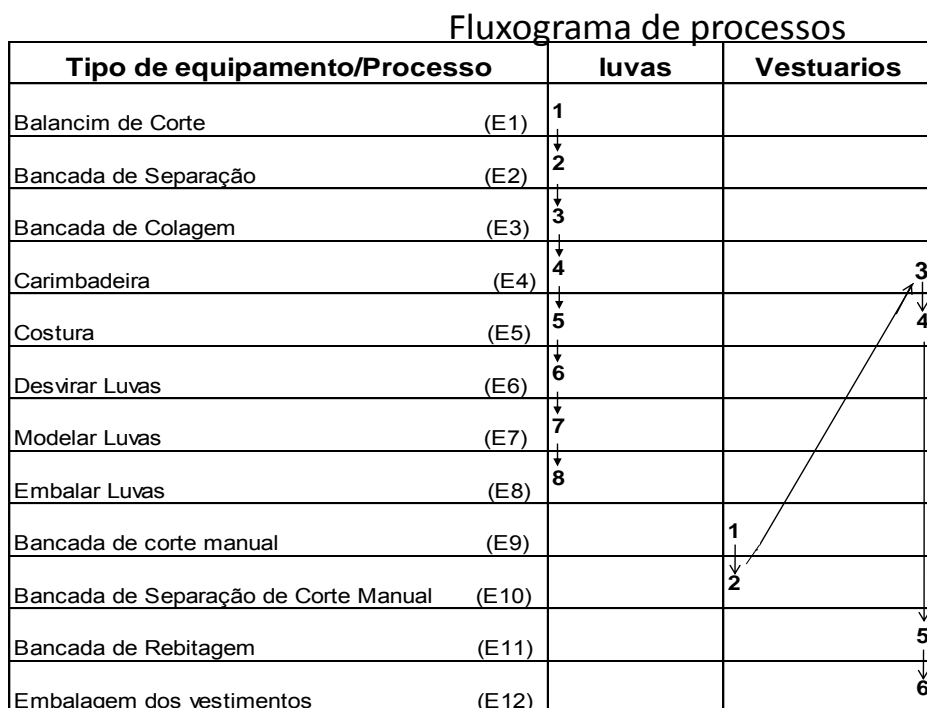 Fluxograma de processos
Tipo de equipamento/Processo luvas Vestuarios
Balancim de Corte (E1) 1
Bancada de Separação (E2) 2
Bancada de Colagem (E3) 3
Carimbadeira (E4) 4 3
Costura (E5) 5 4
Desvirar Luvas (E6) 6
Modelar Luvas (E7) 7
Embalar Luvas (E8) 8
Bancada de corte manual (E9) 1
Bancada de Separação de Corte Manual (E10) 2
Bancada de Rebitagem (E11) 5
Embalagem dos vestimentos (E12) 6